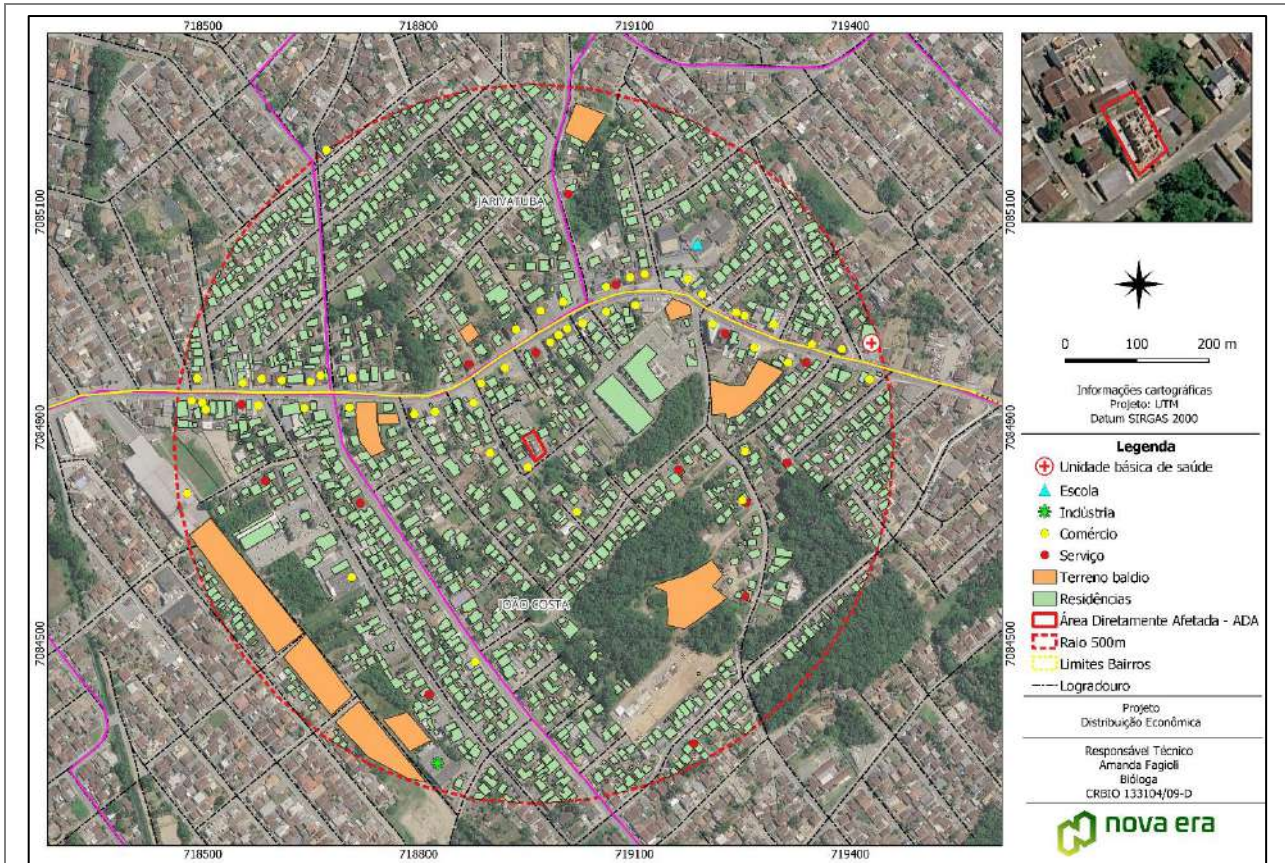 718500
718800
719100
719400
7085100
7084800
7084500
JARIVATUBA
JOÃO COSTA
7085100
7084800
7084500
718500
718800
719100
719400
0 100 200 m
Informações cartográficas
Projeto: UTM
Datum SIRGAS 2000
Legenda
Unidade básica de saúde
Escola
Indústria
Comércio
Serviço
Terreno baldio
Residências
Área Diretamente Afetada - ADA
Raio 500m
Limites Bairros
Logradouro
Projeto
Distribuição Econômica
Responsável Técnico
Amanda Fagioli
Bióloga
CRBIO 133104/09-D
nova era